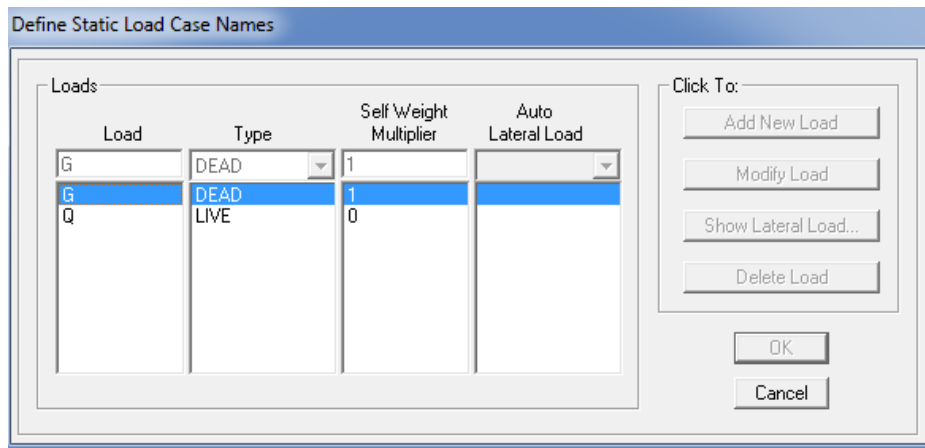 Define Static Load Case Names
Loads
Load Type Self Weight Multiplier Auto Lateral Load
G DEAD 1
G DEAD 1
Q LIVE 0
Click To:
Add New Load
Modify Load
Show Lateral Load...
Delete Load
OK
Cancel